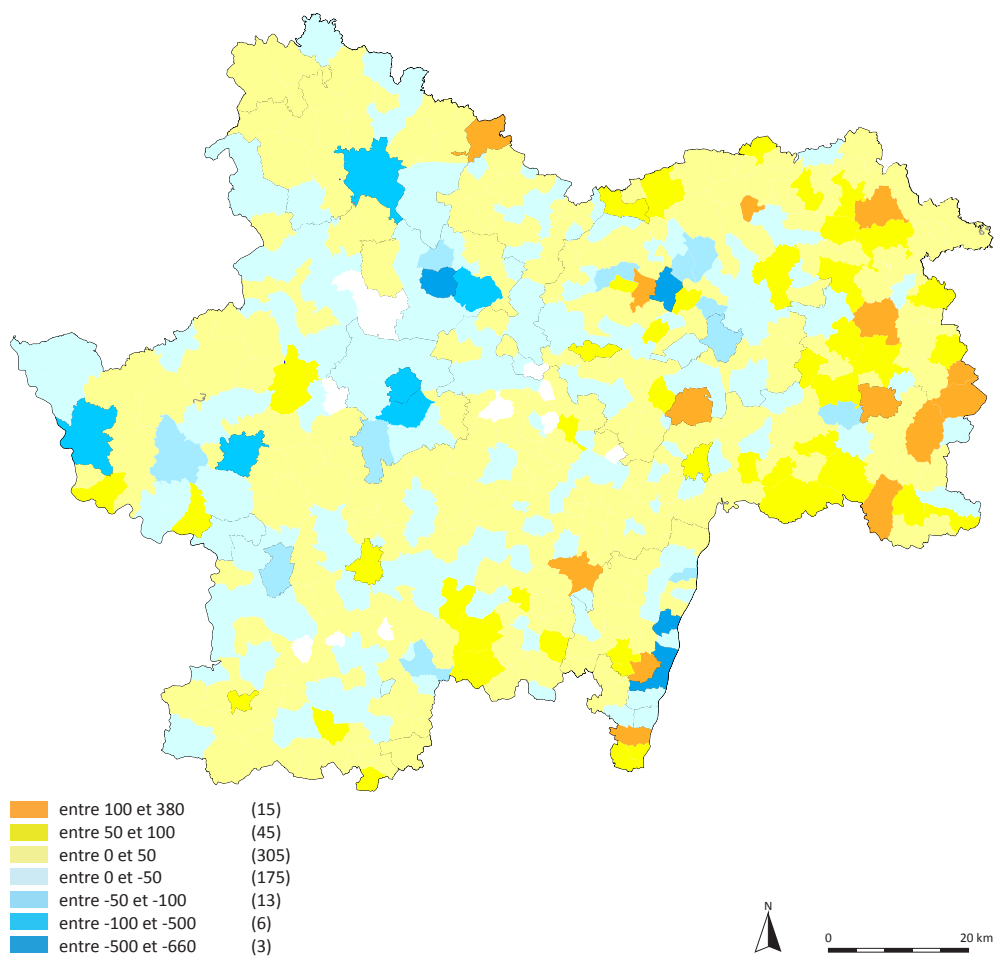 entre 100 et 380 (15)
entre 50 et 100 (45)
entre 0 et 50 (305)
entre 0 et -50 (175)
entre -50 et -100 (13)
entre -100 et -500 (6)
entre -500 et -660 (3)
N
0 20 km